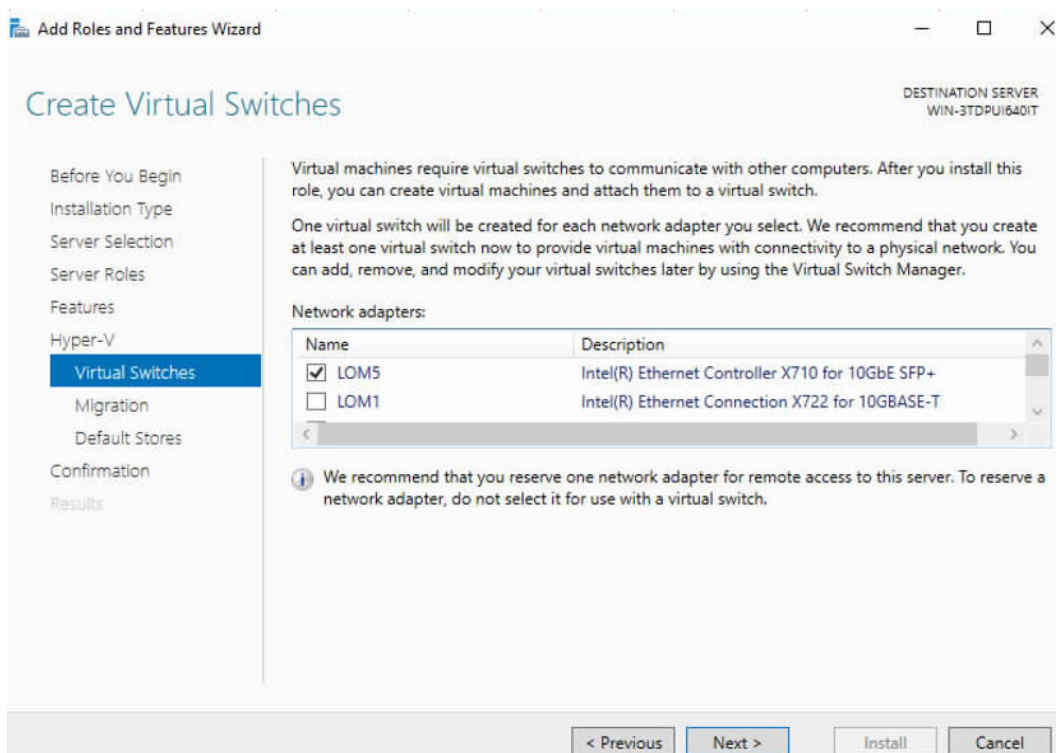 Add Roles and Features Wizard
Create Virtual Switches
DESTINATION SERVER
WIN-3TDPUI640IT
Before You Begin
Installation Type
Server Selection
Server Roles
Features
Hyper-V
Virtual Switches
Migration
Default Stores
Confirmation
Results
Virtual machines require virtual switches to communicate with other computers. After you install this
role, you can create virtual machines and attach them to a virtual switch.
One virtual switch will be created for each network adapter you select. We recommend that you create
at least one virtual switch now to provide virtual machines with connectivity to a physical network. You
can add, remove, and modify your virtual switches later by using the Virtual Switch Manager.
Network adapters:
Name Description
LOM5 Intel(R) Ethernet Controller X710 for 10GbE SFP+
LOM1 Intel(R) Ethernet Connection X722 for 10GBASE-T
We recommend that you reserve one network adapter for remote access to this server. To reserve a
network adapter, do not select it for use with a virtual switch.
< Previous Next > Install Cancel